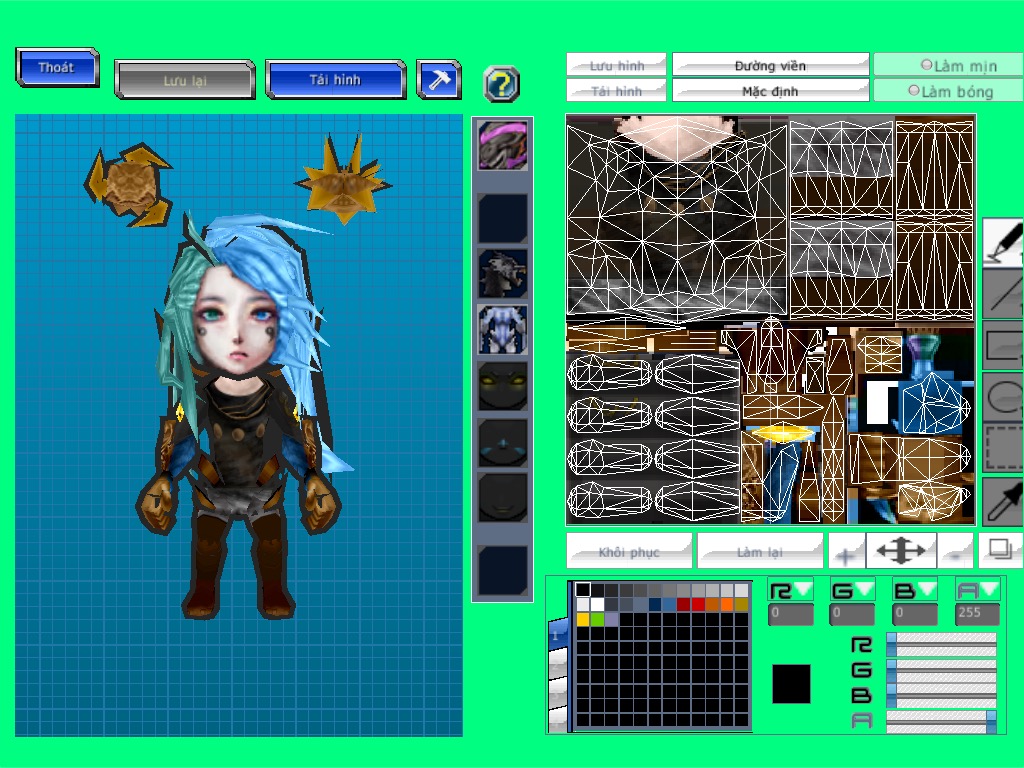 Thoát
Lưu lại
Tải hình
?
Lưu hình
Đường viền
Làm mịn
Tải hình
Mặc định
Làm bóng
Khôi phục
Làm lại
+
-
R
G
B
A
0
0
0
255
1
R
G
B
A